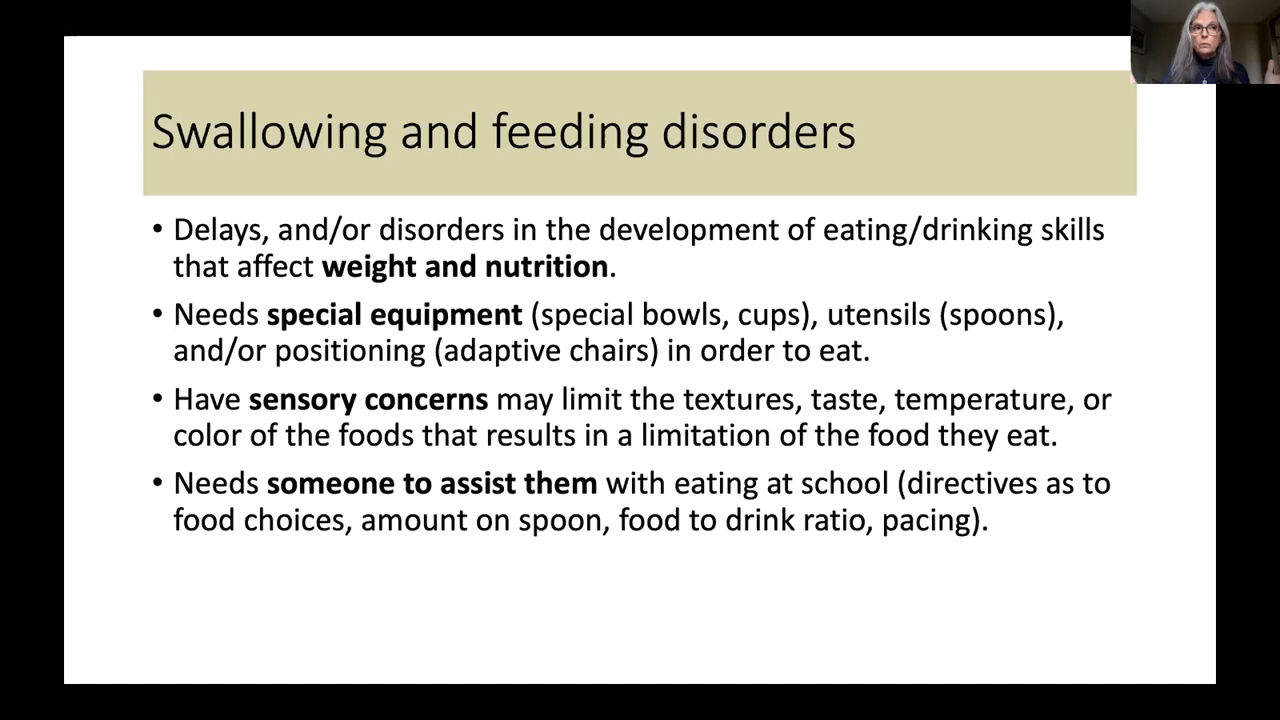 Swallowing and feeding disorders
• Delays, and/or disorders in the development of eating/drinking skills
that affect weight and nutrition.
• Needs special equipment (special bowls, cups), utensils (spoons),
and/or positioning (adaptive chairs) in order to eat.
• Have sensory concerns may limit the textures, taste, temperature, or
color of the foods that results in a limitation of the food they eat.
• Needs someone to assist them with eating at school (directives as to
food choices, amount on spoon, food to drink ratio, pacing).